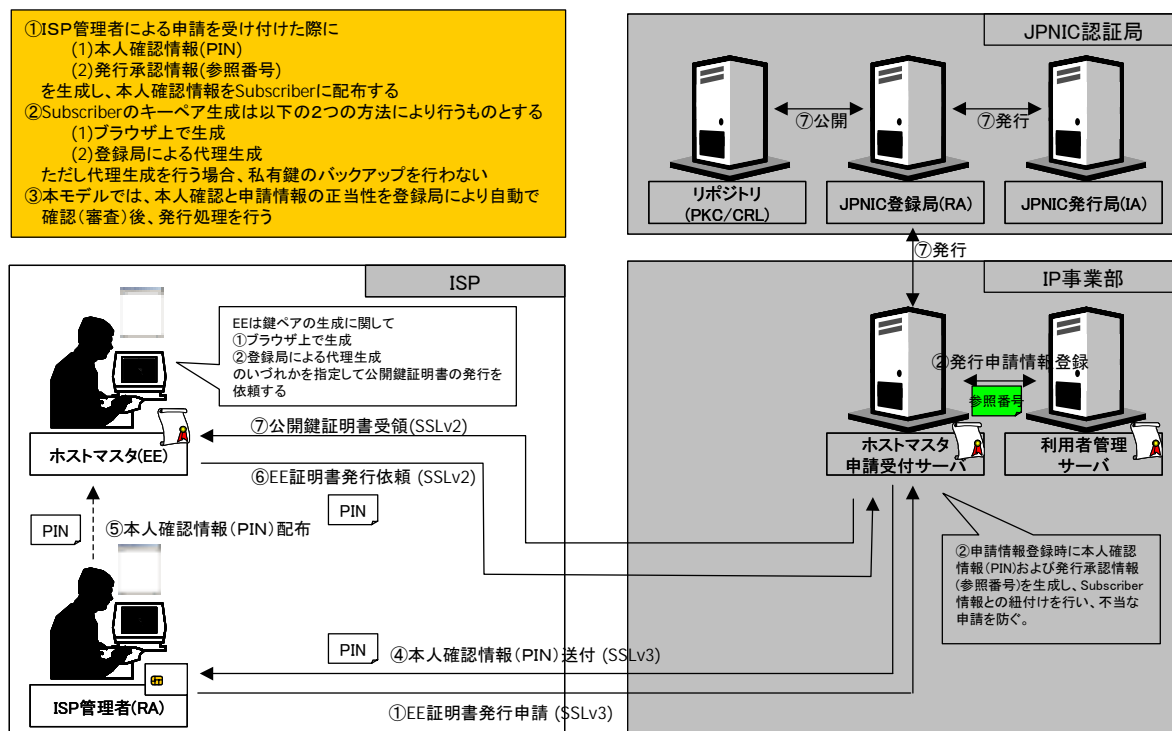 ①ISP管理者による申請を受け付けた際に
(1)本人確認情報(PIN)
(2)発行承認情報(参照番号)
を生成し、本人確認情報をSubscriberに配布する
②Subscriberのキーペア生成は以下の2つの方法により行うものとする
(1)ブラウザ上で生成
(2)登録局による代理生成
ただし代理生成を行う場合、私有鍵のバックアップを行わない
③本モデルでは、本人確認と申請情報の正当性を登録局により自動で
確認(審査)後、発行処理を行う
JPNIC認証局
⑦公開
⑦発行
リポジトリ
(PKC/CRL)
JPNIC登録局(RA)
JPNIC発行局(IA)
⑦発行
ISP
EEは鍵ペアの生成に関して
①ブラウザ上で生成
②登録局による代理生成
のいづれかを指定して公開鍵証明書の発行を
依頼する
ホストマスタ(EE)
⑦公開鍵証明書受領(SSLv2)
⑥EE証明書発行依頼 (SSLv2)
PIN
PIN
⑤本人確認情報(PIN)配布
PIN
④本人確認情報(PIN)送付 (SSLv3)
ISP管理者(RA)
①EE証明書発行申請 (SSLv3)
IP事業部
②発行申請情報登録
参照番号
ホストマスタ
申請受付サーバ
利用者管理
サーバ
②申請情報登録時に本人確認
情報(PIN)および発行承認情報
(参照番号)を生成し、Subscriber
情報との紐付けを行い、不当な
申請を防ぐ。